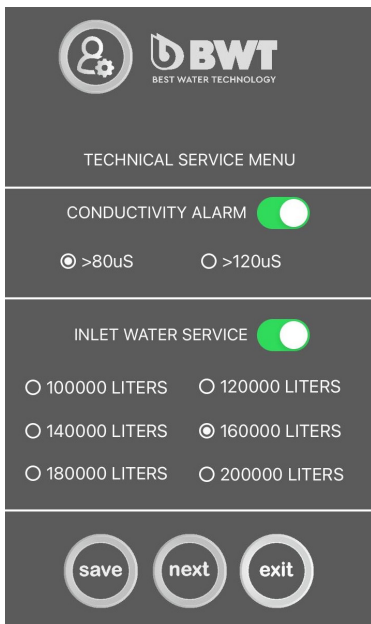 BWT
BEST WATER TECHNOLOGY
TECHNICAL SERVICE MENU
CONDUCTIVITY ALARM
>80uS >120uS
INLET WATER SERVICE
100000 LITERS 120000 LITERS
140000 LITERS 160000 LITERS
180000 LITERS 200000 LITERS
save next exit